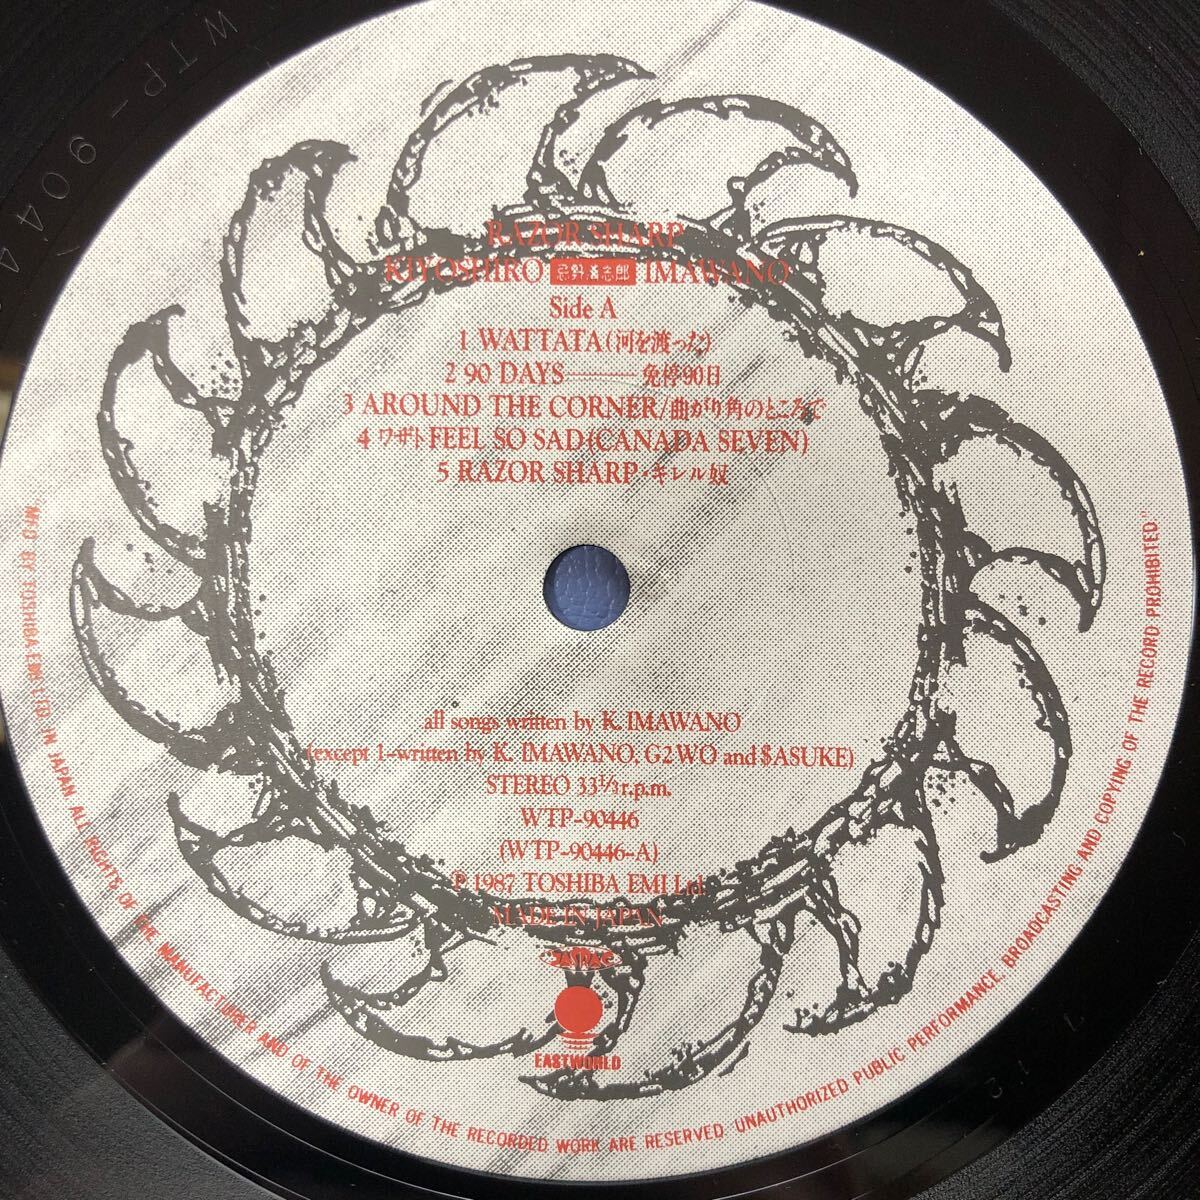 RAZOR SHARP
KIYOSHIRO 忌野清志郎 IMAWANO
Side A
1 WATTATA(河を渡った)
2 90 DAYS——免停90日
3 AROUND THE CORNER/曲がり角のところで
4 ワザトFEEL SO SAD(CANADA SEVEN)
5 RAZOR SHARP・キレル奴
all songs written by K. IMAWANO
(except 1-written by K. IMAWANO, G2WO and $ASUKE)
STEREO 33⅓r.p.m.
WTP-90446
(WTP-90446-A)
Ⓟ 1987 TOSHIBA EMI Ltd.
MADE IN JAPAN
JASRAC
EASTWORLD
"MFD BY TOSHIBA-EMI LTD IN JAPAN ALL RIGHTS OF THE MANUFACTURER AND OF THE OWNER OF THE RECORDED WORK ARE RESERVED UNAUTHORIZED PUBLIC PERFORMANCE, BROADCASTING AND COPYING OF THE RECORD PROHIBITED"
WTP-9044